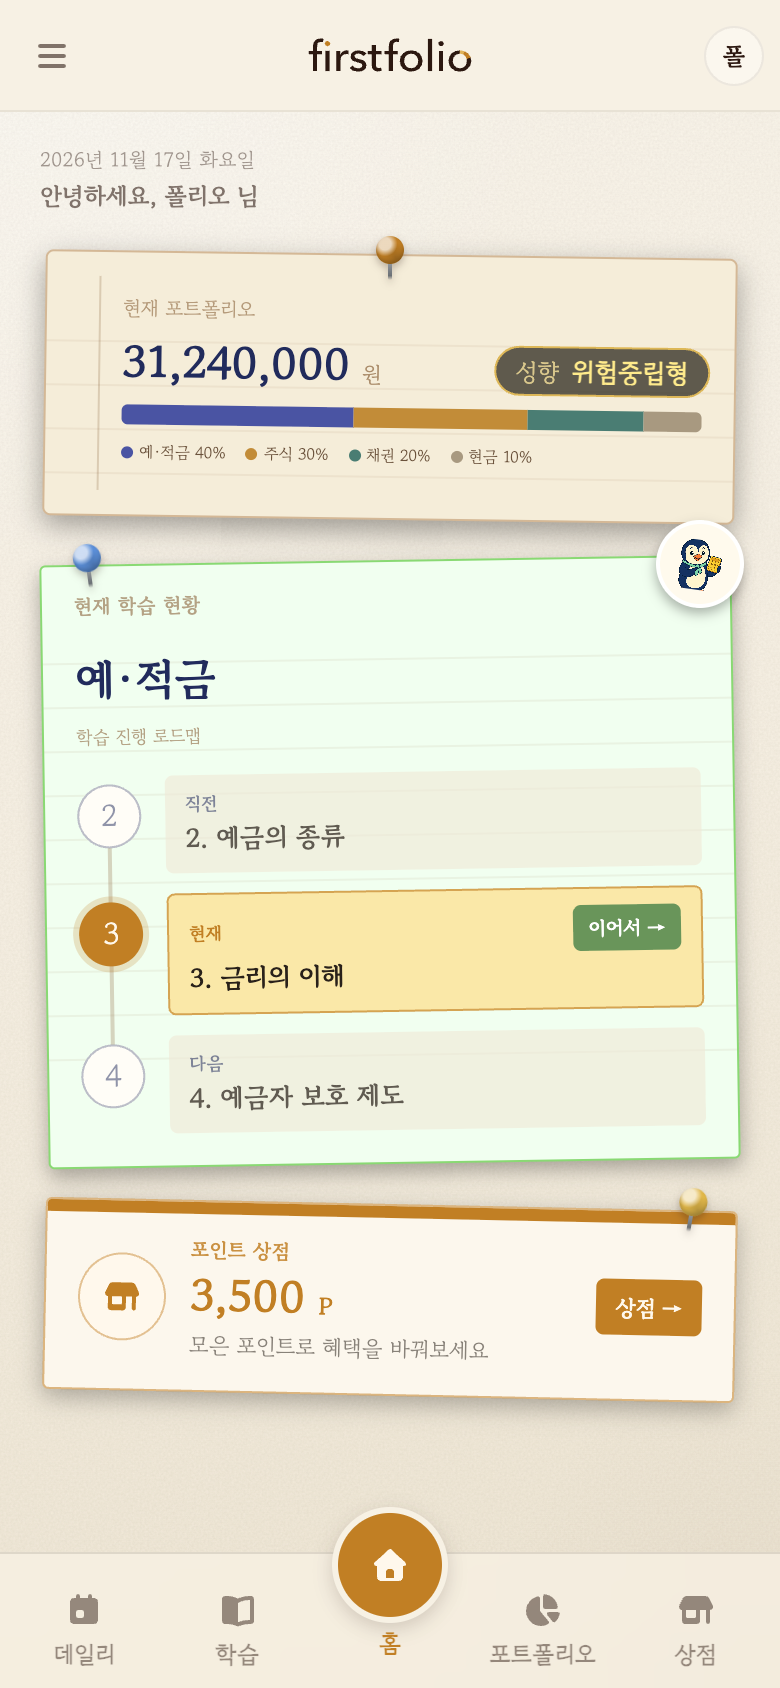 firstfolio
폴
2026년 11월 17일 화요일
안녕하세요, 폴리오 님
현재 포트폴리오
31,240,000 원
성향 위험중립형
예·적금 40% 주식 30% 채권 20% 현금 10%
현재 학습 현황
예·적금
학습 진행 로드맵
2
직전
2. 예금의 종류
3
현재
이어서 →
3. 금리의 이해
4
다음
4. 예금자 보호 제도
포인트 상점
3,500 P
상점 →
모은 포인트로 혜택을 바꿔보세요
데일리
학습
홈
포트폴리오
상점